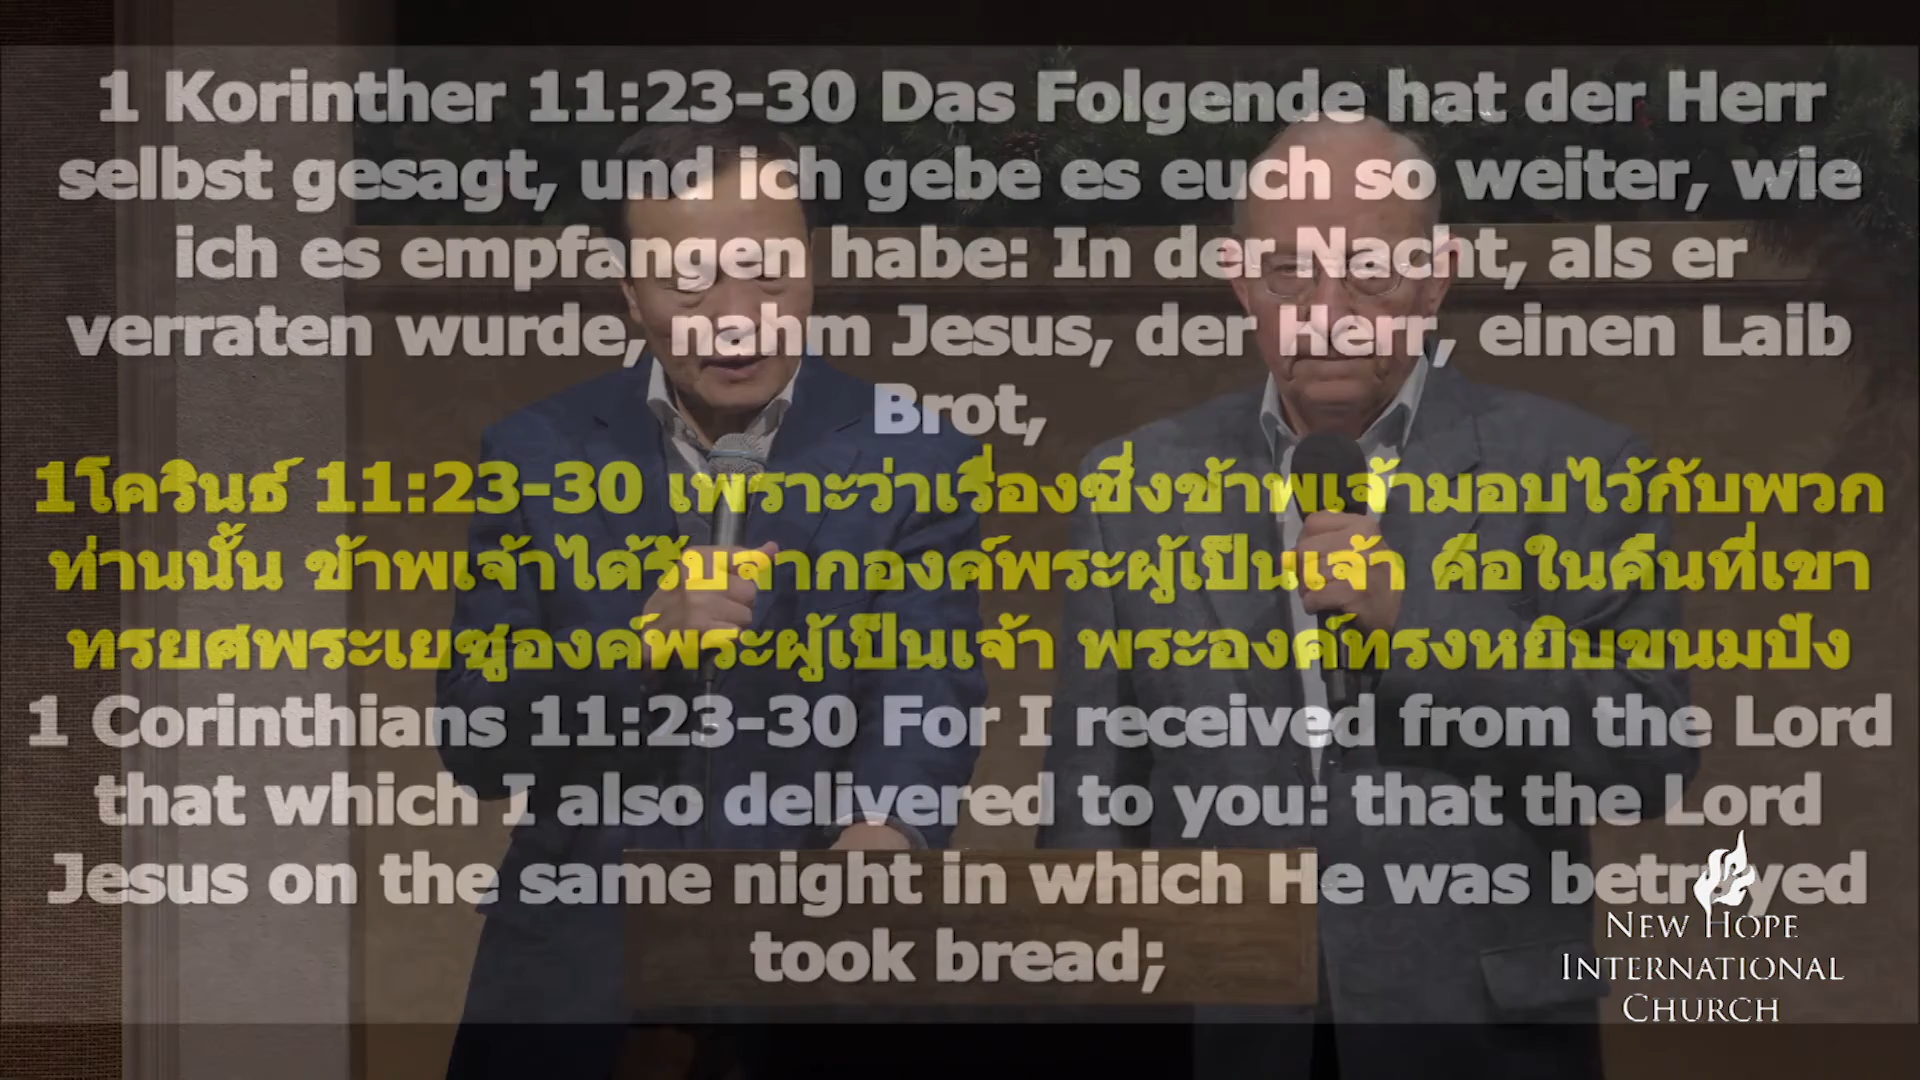 1 Korinther 11:23-30 Das Folgende hat der Herr
selbst gesagt, und ich gebe es euch so weiter, wie
ich es empfangen habe: In der Nacht, als er
verraten wurde, nahm Jesus, der Herr, einen Laib
Brot,
1โครินธ์ 11:23-30 เพราะว่าเรื่องซึ่งข้าพเจ้ามอบไว้กับพวก
ท่านนั้น ข้าพเจ้าได้รับจากองค์พระผู้เป็นเจ้า คือในคืนที่เขา
ทรยศพระเยซูองค์พระผู้เป็นเจ้า พระองค์ทรงหยิบขนมปัง
1 Corinthians 11:23-30 For I received from the Lord
that which I also delivered to you: that the Lord
Jesus on the same night in which He was betrayed
took bread;
NEW HOPE
INTERNATIONAL
CHURCH